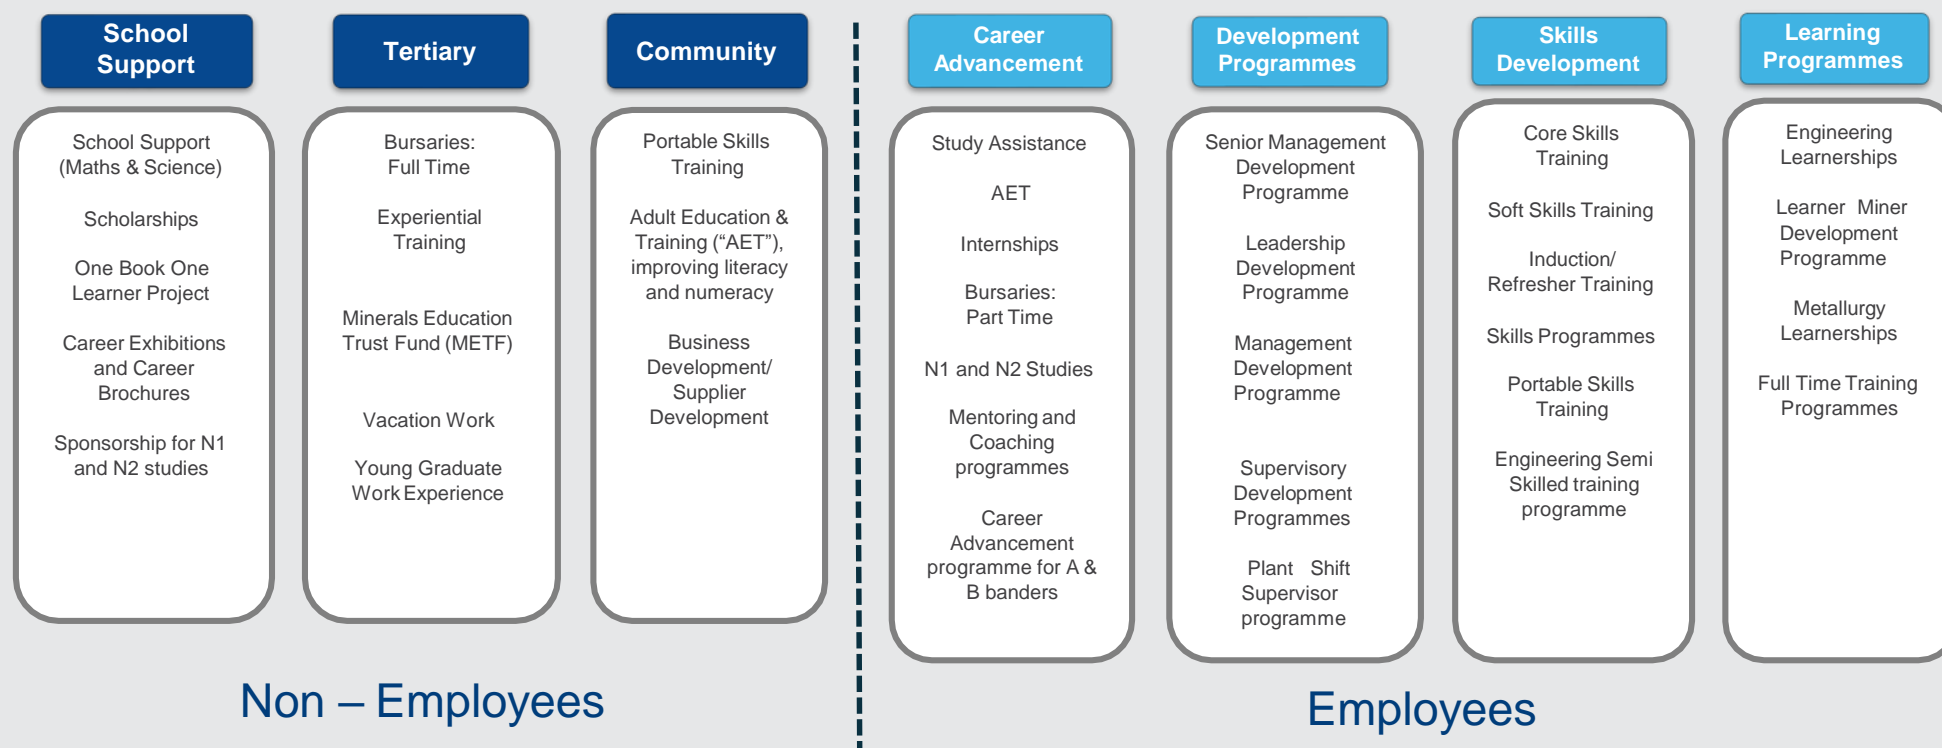 School
Support
School Support
(Maths & Science)
Scholarships
One Book One
Learner Project
Career Exhibitions
and Career
Brochures
Sponsorship for N1
and N2 studies
Tertiary
Bursaries:
Full Time
Experiential
Training
Minerals Education
Trust Fund (METF)
Vacation Work
Young Graduate
Work Experience
Community
Portable Skills
Training
Adult Education &
Training (“AET”),
improving literacy
and numeracy
Business
Development/
Supplier
Development
Non – Employees
Career
Advancement
Study Assistance
AET
Internships
Bursaries:
Part Time
N1 and N2 Studies
Mentoring and
Coaching
programmes
Career
Advancement
programme for A &
B banders
Development
Programmes
Senior Management
Development
Programme
Leadership
Development
Programme
Management
Development
Programme
Supervisory
Development
Programmes
Plant Shift
Supervisor
programme
Skills
Development
Core Skills
Training
Soft Skills Training
Induction/
Refresher Training
Skills Programmes
Portable Skills
Training
Engineering Semi
Skilled training
programme
Learning
Programmes
Engineering
Learnerships
Learner Miner
Development
Programme
Metallurgy
Learnerships
Full Time Training
Programmes
Employees